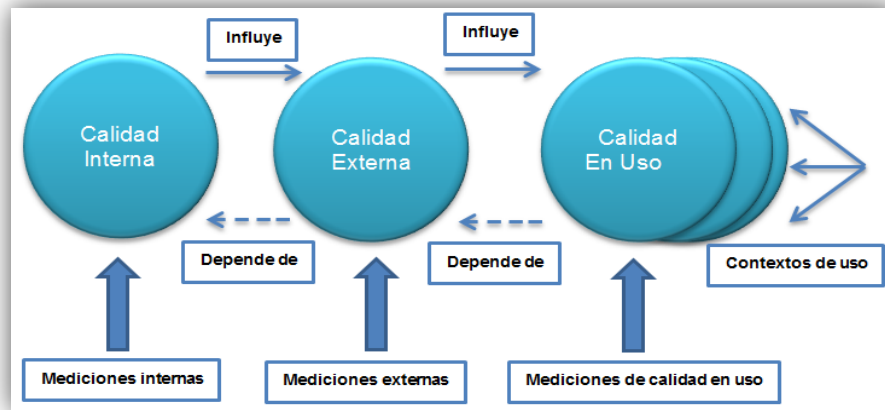 Influye
Influye
Calidad
Interna
Calidad
Externa
Calidad
En Uso
Depende de
Depende de
Contextos de uso
Mediciones internas
Mediciones externas
Mediciones de calidad en uso